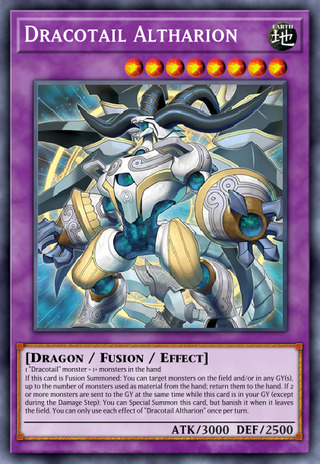 Dracotail Altharion
EARTH
地
[Dragon / Fusion / Effect]
1 "Dracotail" monster + 1+ monsters in the hand
If this card is Fusion Summoned: You can target monsters on the field and/or in any GY(s),
up to the number of monsters used as material from the hand; return them to the hand. If 2
or more monsters are sent to the GY at the same time while this card is in your GY (except
during the Damage Step): You can Special Summon this card, but banish it when it leaves
the field. You can only use each effect of "Dracotail Altharion" once per turn.
ATK/3000 DEF/2500